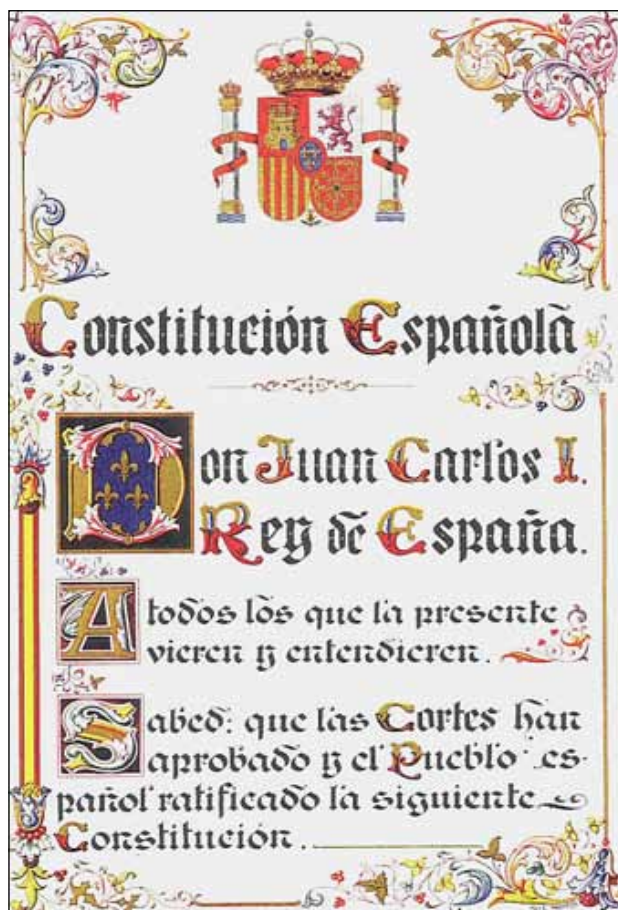 Constitución Española
Don Juan Carlos I.
Rey de España.
A todos los que la presente
vieren y entendieren.
Sabed: que las Cortes han
aprobado y el Pueblo es-
pañol ratificado la siguiente
Constitución.